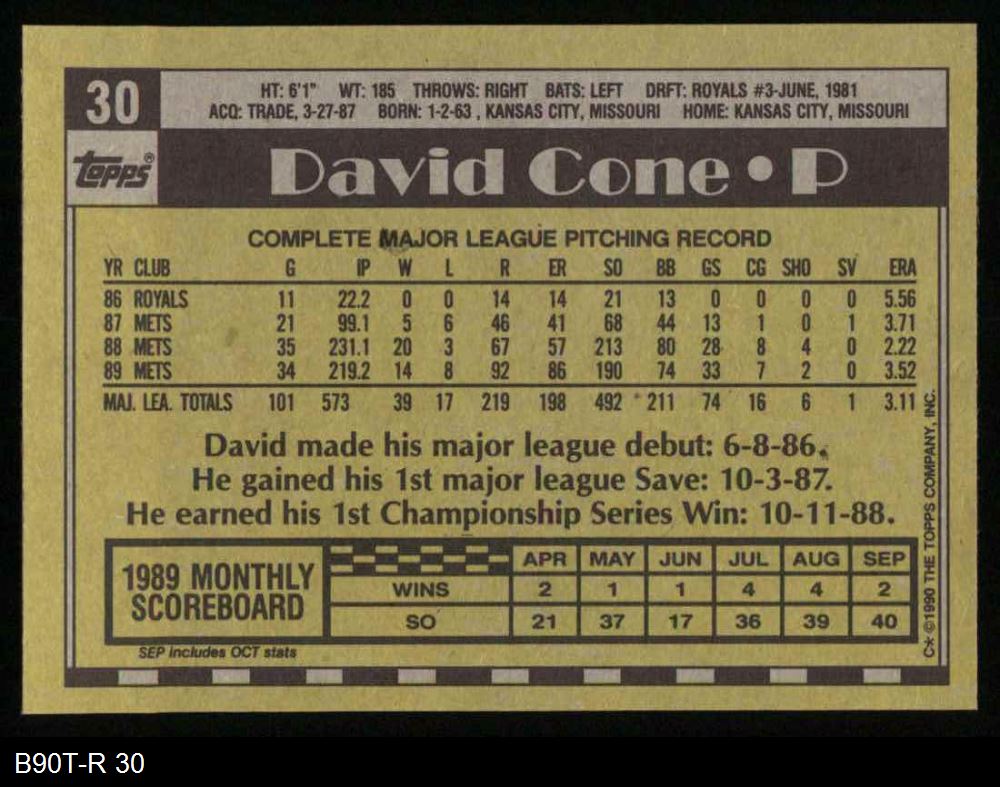 30
HT: 6'1" WT: 185 THROWS: RIGHT BATS: LEFT DRFT: ROYALS #3-JUNE, 1981
ACQ: TRADE, 3-27-87 BORN: 1-2-63 , KANSAS CITY, MISSOURI HOME: KANSAS CITY, MISSOURI
topps®
David Cone • P
COMPLETE MAJOR LEAGUE PITCHING RECORD
YR CLUB G IP W L R ER SO BB GS CG SHO SV ERA
86 ROYALS 11 22.2 0 0 14 14 21 13 0 0 0 0 5.56
87 METS 21 99.1 5 6 46 41 68 44 13 1 0 1 3.71
88 METS 35 231.1 20 3 67 57 213 80 28 8 4 0 2.22
89 METS 34 219.2 14 8 92 86 190 74 33 7 2 0 3.52
MAJ. LEA. TOTALS 101 573 39 17 219 198 492 211 74 16 6 1 3.11
David made his major league debut: 6-8-86.
He gained his 1st major league Save: 10-3-87.
He earned his 1st Championship Series Win: 10-11-88.
1989 MONTHLY SCOREBOARD
APR MAY JUN JUL AUG SEP
WINS 2 1 1 4 4 2
SO 21 37 17 36 39 40
SEP includes OCT stats
C* ©1990 THE TOPPS COMPANY, INC.
B90T-R 30